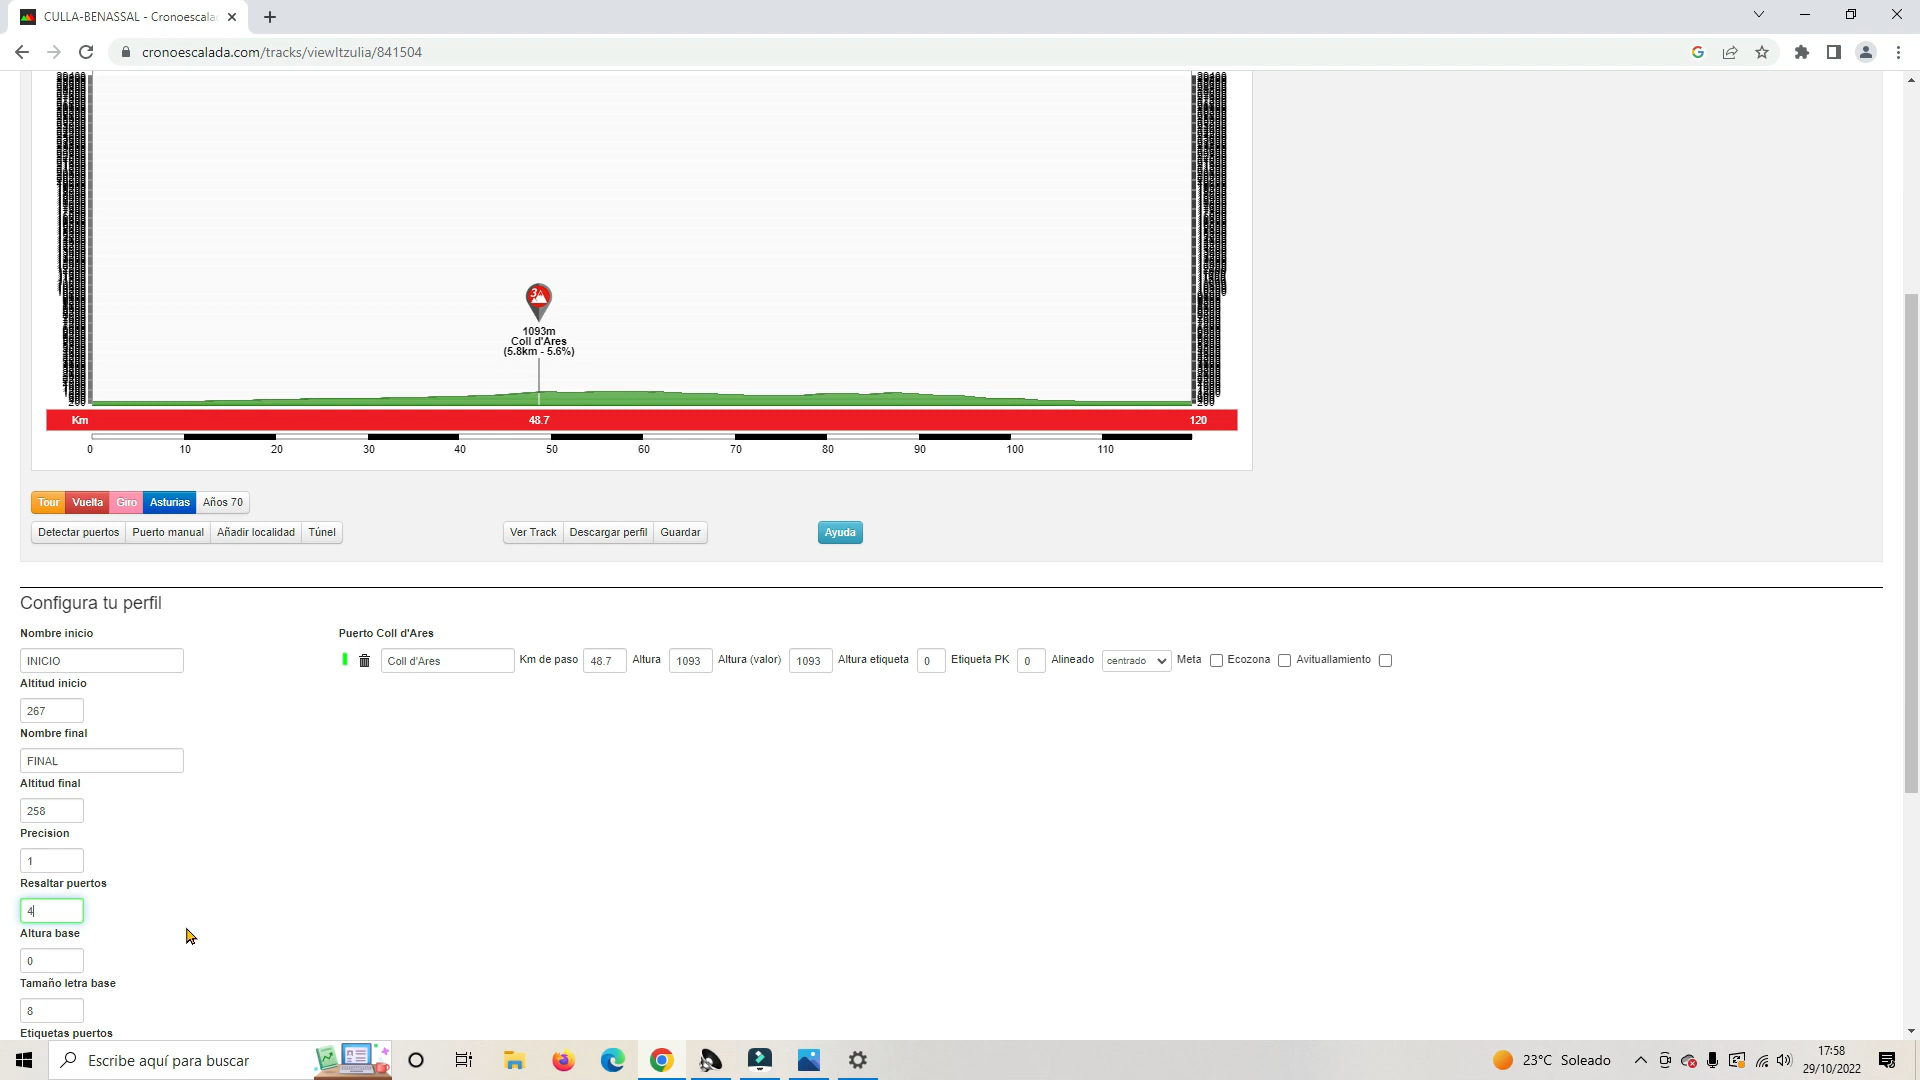 CULLA-BENASSAL - Cronoescala
cronoescalada.com/tracks/viewItzulia/841504
3
1093m
Coll d'Ares
(5.8km - 5.6%)
Km 48.7 120
0 10 20 30 40 50 60 70 80 90 100 110
Tour Vuelta Giro Asturias Años 70
Detectar puertos Puerto manual Añadir localidad Túnel Ver Track Descargar perfil Guardar Ayuda
Configura tu perfil
Nombre inicio
INICIO
Altitud inicio
267
Nombre final
FINAL
Altitud final
258
Precision
1
Resaltar puertos
4
Altura base
0
Tamaño letra base
8
Etiquetas puertos
Puerto Coll d'Ares
Coll d'Ares Km de paso 48.7 Altura 1093 Altura (valor) 1093 Altura etiqueta 0 Etiqueta PK 0 Alineado centrado Meta Ecozona Avituallamiento
Escribe aquí para buscar
23°C Soleado
17:58
29/10/2022